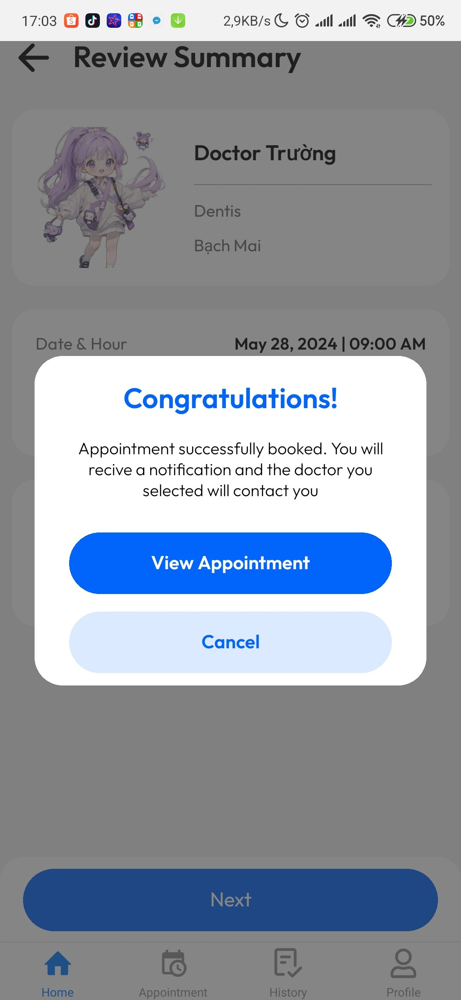 17:03 2,9KB/s 50%
Review Summary
Doctor Trường
Dentis
Bạch Mai
Date & Hour May 28, 2024 | 09:00 AM
Congratulations!
Appointment successfully booked. You will
recive a notification and the doctor you
selected will contact you
View Appointment
Cancel
Next
Home Appointment History Profile